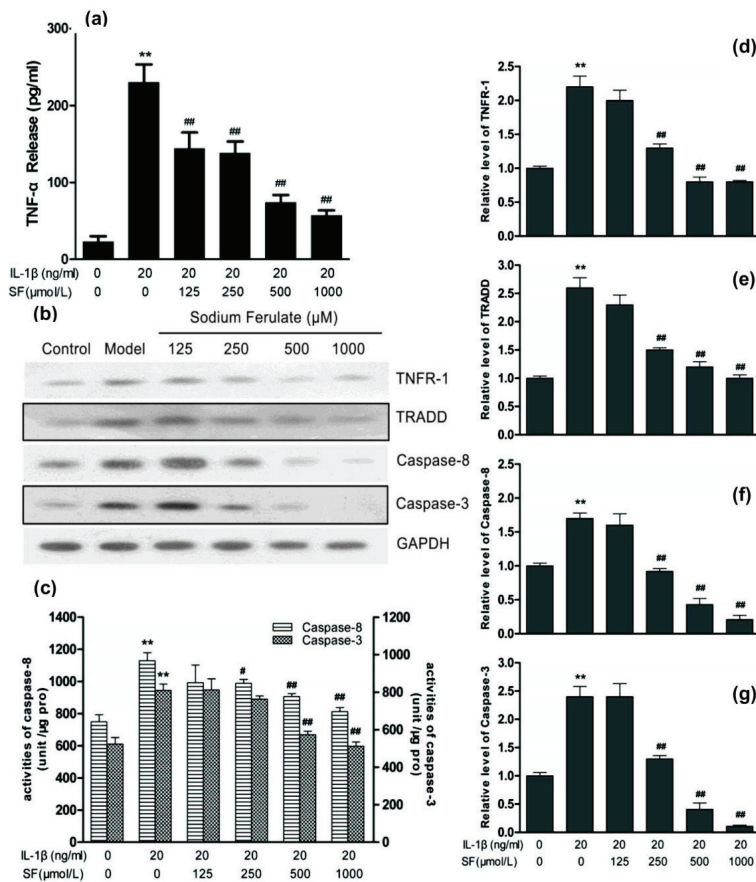 (a)
TNF-α Release (pg/ml)
300
200
100
0
**
##
##
##
##
IL-1β (ng/ml) 0 20 20 20 20 20
SF(μmol/L) 0 0 125 250 500 1000
(b)
Sodium Ferulate (μM)
Control Model 125 250 500 1000
TNFR-1
TRADD
Caspase-8
Caspase-3
GAPDH
(c)
activities of caspase-8
(unit /μg pro)
1400
1200
1000
800
600
400
200
0
Caspase-8
Caspase-3
**
**
#
##
##
##
##
1200
1000
800
600
400
200
0
activities of caspase-3
(unit /μg pro)
IL-1β (ng/ml) 0 20 20 20 20 20
SF(μmol/L) 0 0 125 250 500 1000
(d)
Relative level of TNFR-1
2.5
2.0
1.5
1.0
0.5
0.0
**
##
##
##
(e)
Relative level of TRADD
3.0
2.5
2.0
1.5
1.0
0.5
0.0
**
##
##
##
(f)
Relative level of Caspase-8
2.5
2.0
1.5
1.0
0.5
0.0
**
##
##
##
(g)
Relative level of Caspase-3
3.0
2.5
2.0
1.5
1.0
0.5
0.0
**
##
##
##
IL-1β (ng/ml) 0 20 20 20 20 20
SF(μmol/L) 0 0 125 250 500 1000